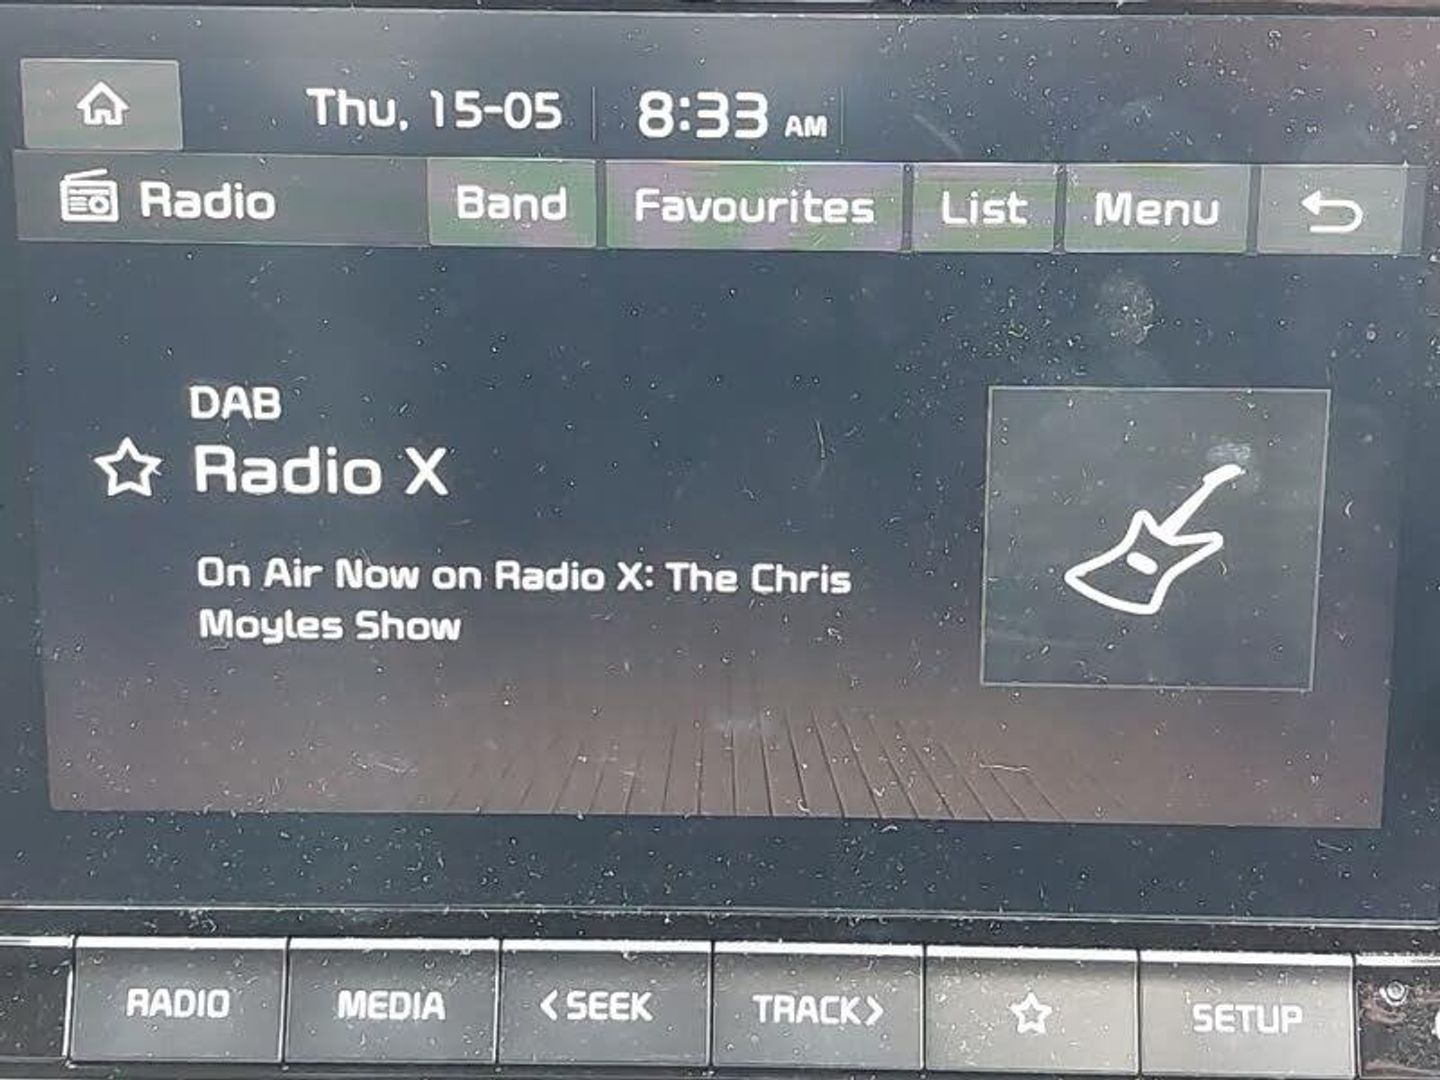 Thu, 15-05 8:33 AM
Radio Band Favourites List Menu
DAB
Radio X
On Air Now on Radio X: The Chris
Moyles Show
RADIO MEDIA <SEEK TRACK> SETUP